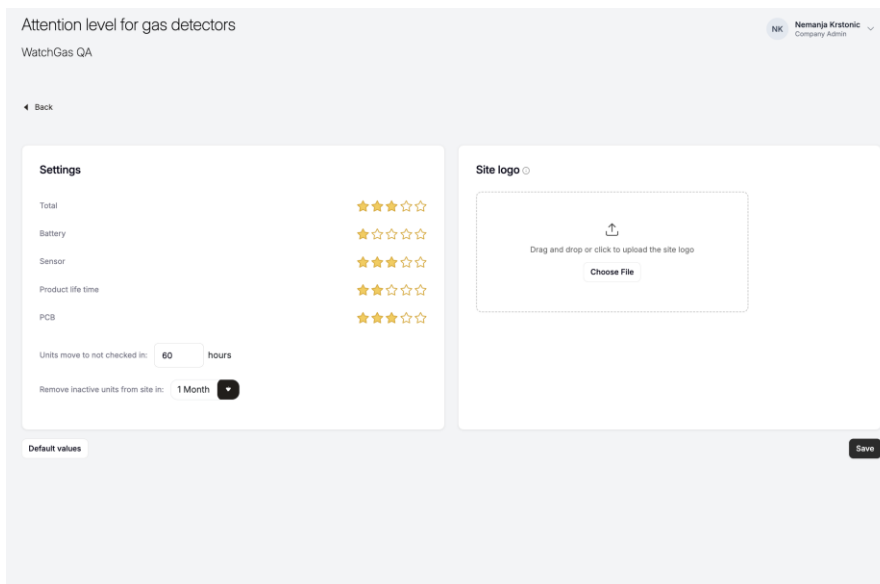 Attention level for gas detectors
WatchGas QA
NK
Nemanja Krstonic
Company Admin
Back
Settings
Total
Battery
Sensor
Product life time
PCB
Units move to not checked in: 60 hours
Remove inactive units from site in: 1 Month
Site logo
Drag and drop or click to upload the site logo
Choose File
Default values
Save